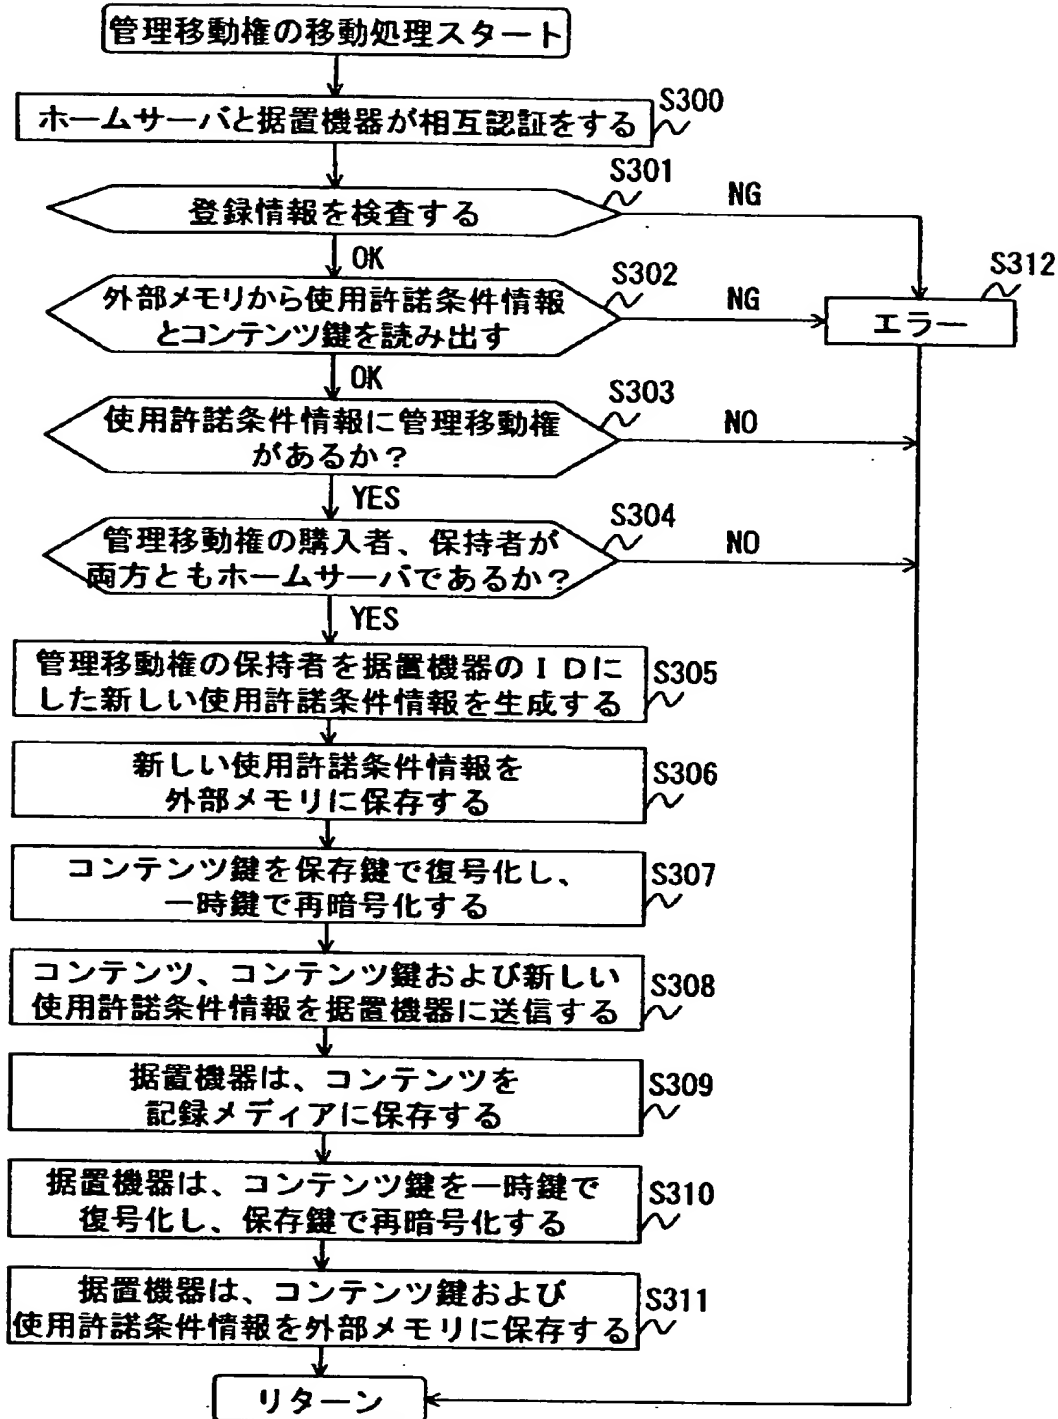 管理移動権の移動処理スタート
S300
ホームサーバと据置機器が相互認証をする
S301
登録情報を検査する
NG
OK
S302
外部メモリから使用許諾条件情報
とコンテンツ鍵を読み出す
NG
S312
エラー
OK
S303
使用許諾条件情報に管理移動権
があるか?
NO
YES
S304
管理移動権の購入者、保持者が
両方ともホームサーバであるか?
NO
YES
管理移動権の保持者を据置機器のIDに
した新しい使用許諾条件情報を生成する
S305
新しい使用許諾条件情報を
外部メモリに保存する
S306
コンテンツ鍵を保存鍵で復号化し、
一時鍵で再暗号化する
S307
コンテンツ、コンテンツ鍵および新しい
使用許諾条件情報を据置機器に送信する
S308
据置機器は、コンテンツを
記録メディアに保存する
S309
据置機器は、コンテンツ鍵を一時鍵で
復号化し、保存鍵で再暗号化する
S310
据置機器は、コンテンツ鍵および
使用許諾条件情報を外部メモリに保存する
S311
リターン